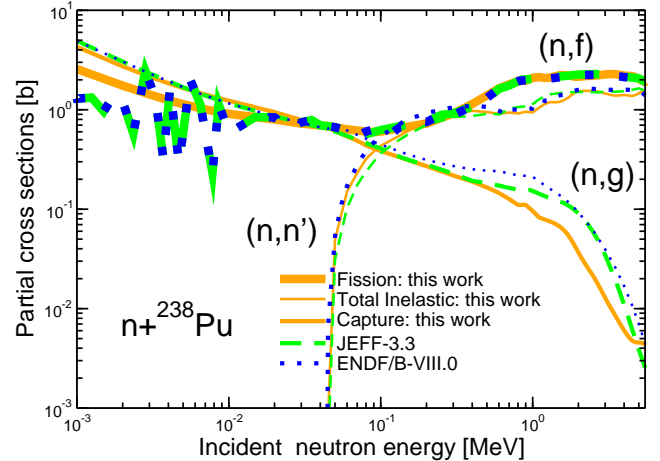 10¹
10⁰
10⁻¹
10⁻²
10⁻³
Partial cross sections [b]
(n,f)
(n,g)
(n,n’)
n+²³⁸Pu
Fission: this work
Total Inelastic: this work
Capture: this work
JEFF-3.3
ENDF/B-VIII.0
10⁻³ 10⁻² 10⁻¹ 10⁰
Incident neutron energy [MeV]